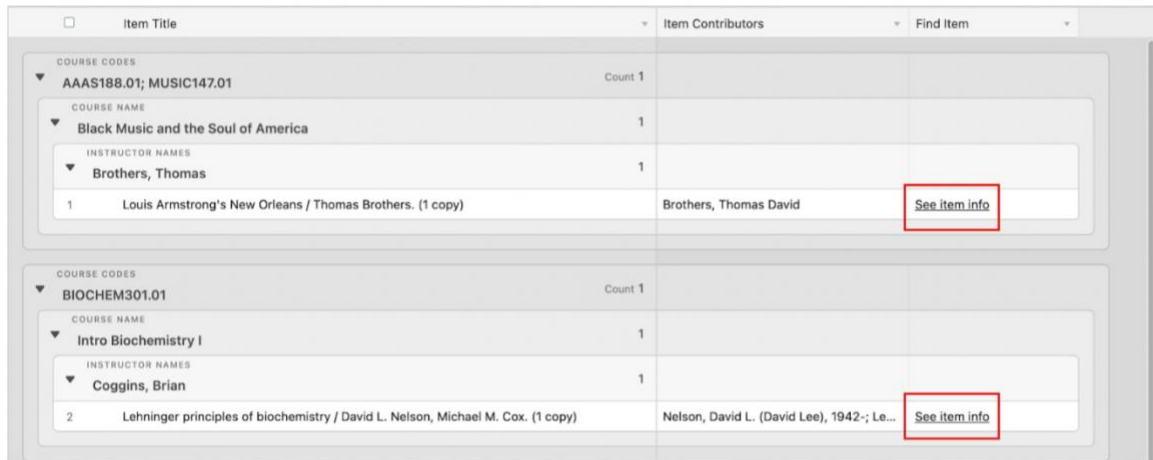 Item Title Item Contributors Find Item
COURSE CODES
AAAS188.01; MUSIC147.01 Count 1
COURSE NAME
Black Music and the Soul of America 1
INSTRUCTOR NAMES
Brothers, Thomas 1
1 Louis Armstrong's New Orleans / Thomas Brothers. (1 copy) Brothers, Thomas David See item info
COURSE CODES
BIOCHEM301.01 Count 1
COURSE NAME
Intro Biochemistry I 1
INSTRUCTOR NAMES
Coggins, Brian 1
2 Lehninger principles of biochemistry / David L. Nelson, Michael M. Cox. (1 copy) Nelson, David L. (David Lee), 1942-; Le... See item info